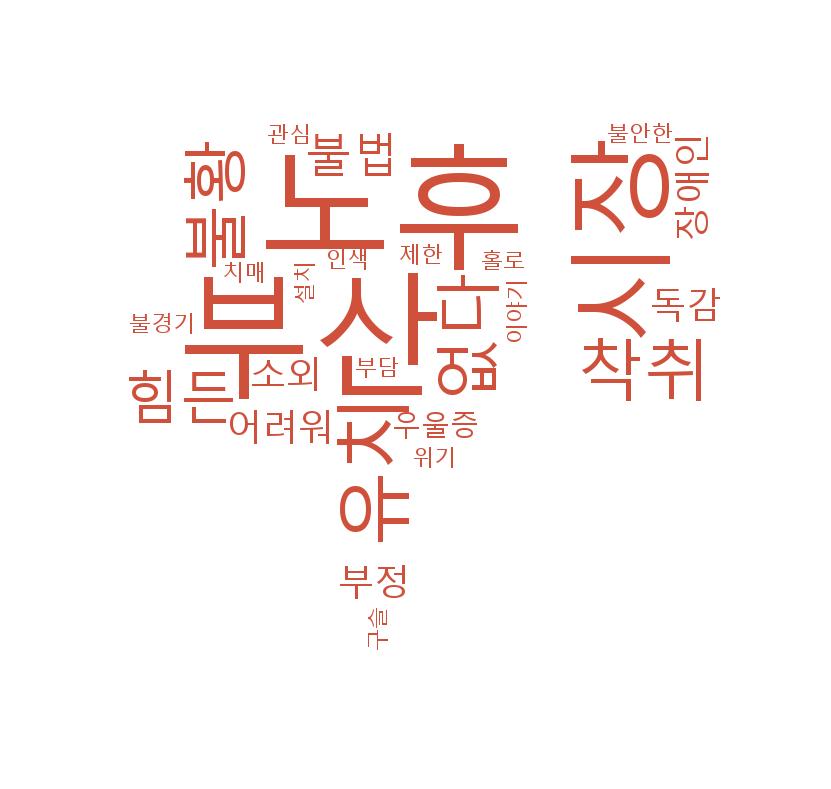 관심
불법
불안한
불황
노후
시장
장애인
인색
제한
홀로
치매
설치
부산
없다
이야기
독감
불경기
착취
힘든
소외
부담
어려워
유치
우울증
위기
부정
구슬